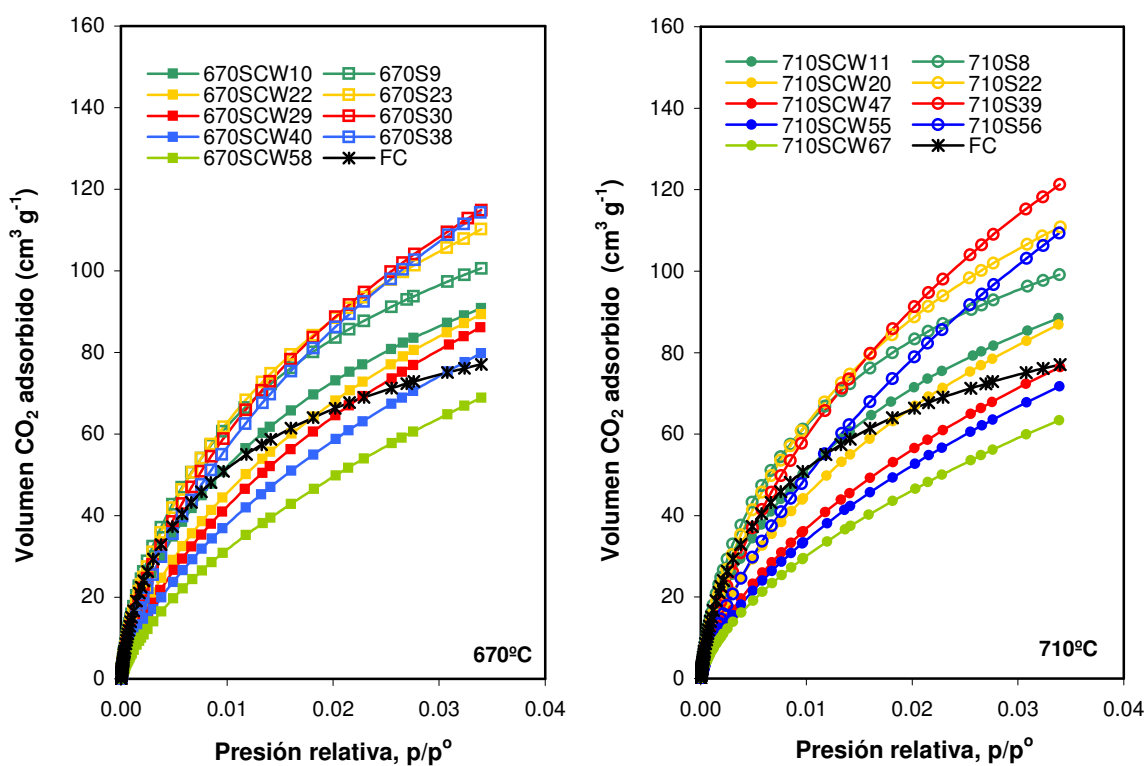 160
140
120
100
80
60
40
20
0
Volumen CO₂ adsorbido (cm³ g⁻¹)
670SCW10 670S9
670SCW22 670S23
670SCW29 670S30
670SCW40 670S38
670SCW58 FC
670ºC
0.00 0.01 0.02 0.03 0.04
Presión relativa, p/pº
160
140
120
100
80
60
40
20
0
Volumen CO₂ adsorbido (cm³ g⁻¹)
710SCW11 710S8
710SCW20 710S22
710SCW47 710S39
710SCW55 710S56
710SCW67 FC
710ºC
0.00 0.01 0.02 0.03 0.04
Presión relativa, p/pº